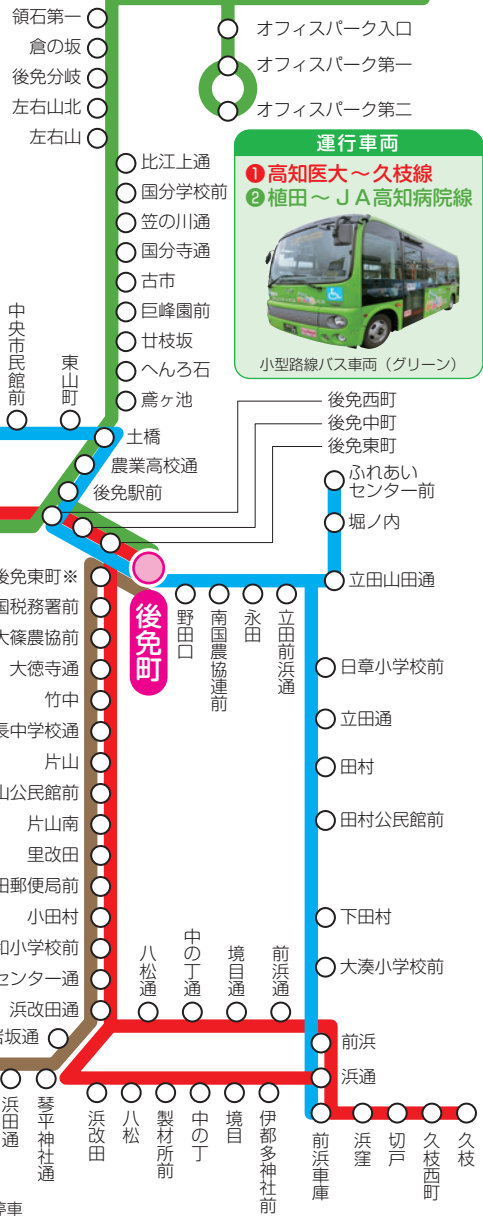 領石第一
倉の坂
後免分岐
左右山北
左右山
オフィスパーク入口
オフィスパーク第一
オフィスパーク第二
運行車両
❶高知医大～久枝線
❷植田～ＪＡ高知病院線
小型路線バス車両（グリーン）
比江上通
国分学校前
笠の川通
国分寺通
古市
巨峰園前
廿枝坂
へんろ石
蔦ヶ池
中央市民館前
東山町
土橋
農業高校通
後免駅前
後免西町
後免中町
後免東町
ふれあい
センター前
堀ノ内
立田山田通
後免町
野田口
南国農協連前
永田
立田前浜通
後免東町※
国税務署前
大篠農協前
大徳寺通
竹中
長中学校通
片山
山公民館前
片山南
里改田
田郵便局前
小田村
和小学校前
センター通
浜改田通
岩坂通
日章小学校前
立田通
田村
田村公民館前
下田村
大湊小学校前
八松通
中の丁通
境目通
前浜通
前浜
浜通
浜田通
琴平神社通
浜改田
八松
製材所前
中の丁
境目
伊都多神社前
前浜車庫
浜窪
切戸
久枝西町
久枝
停車